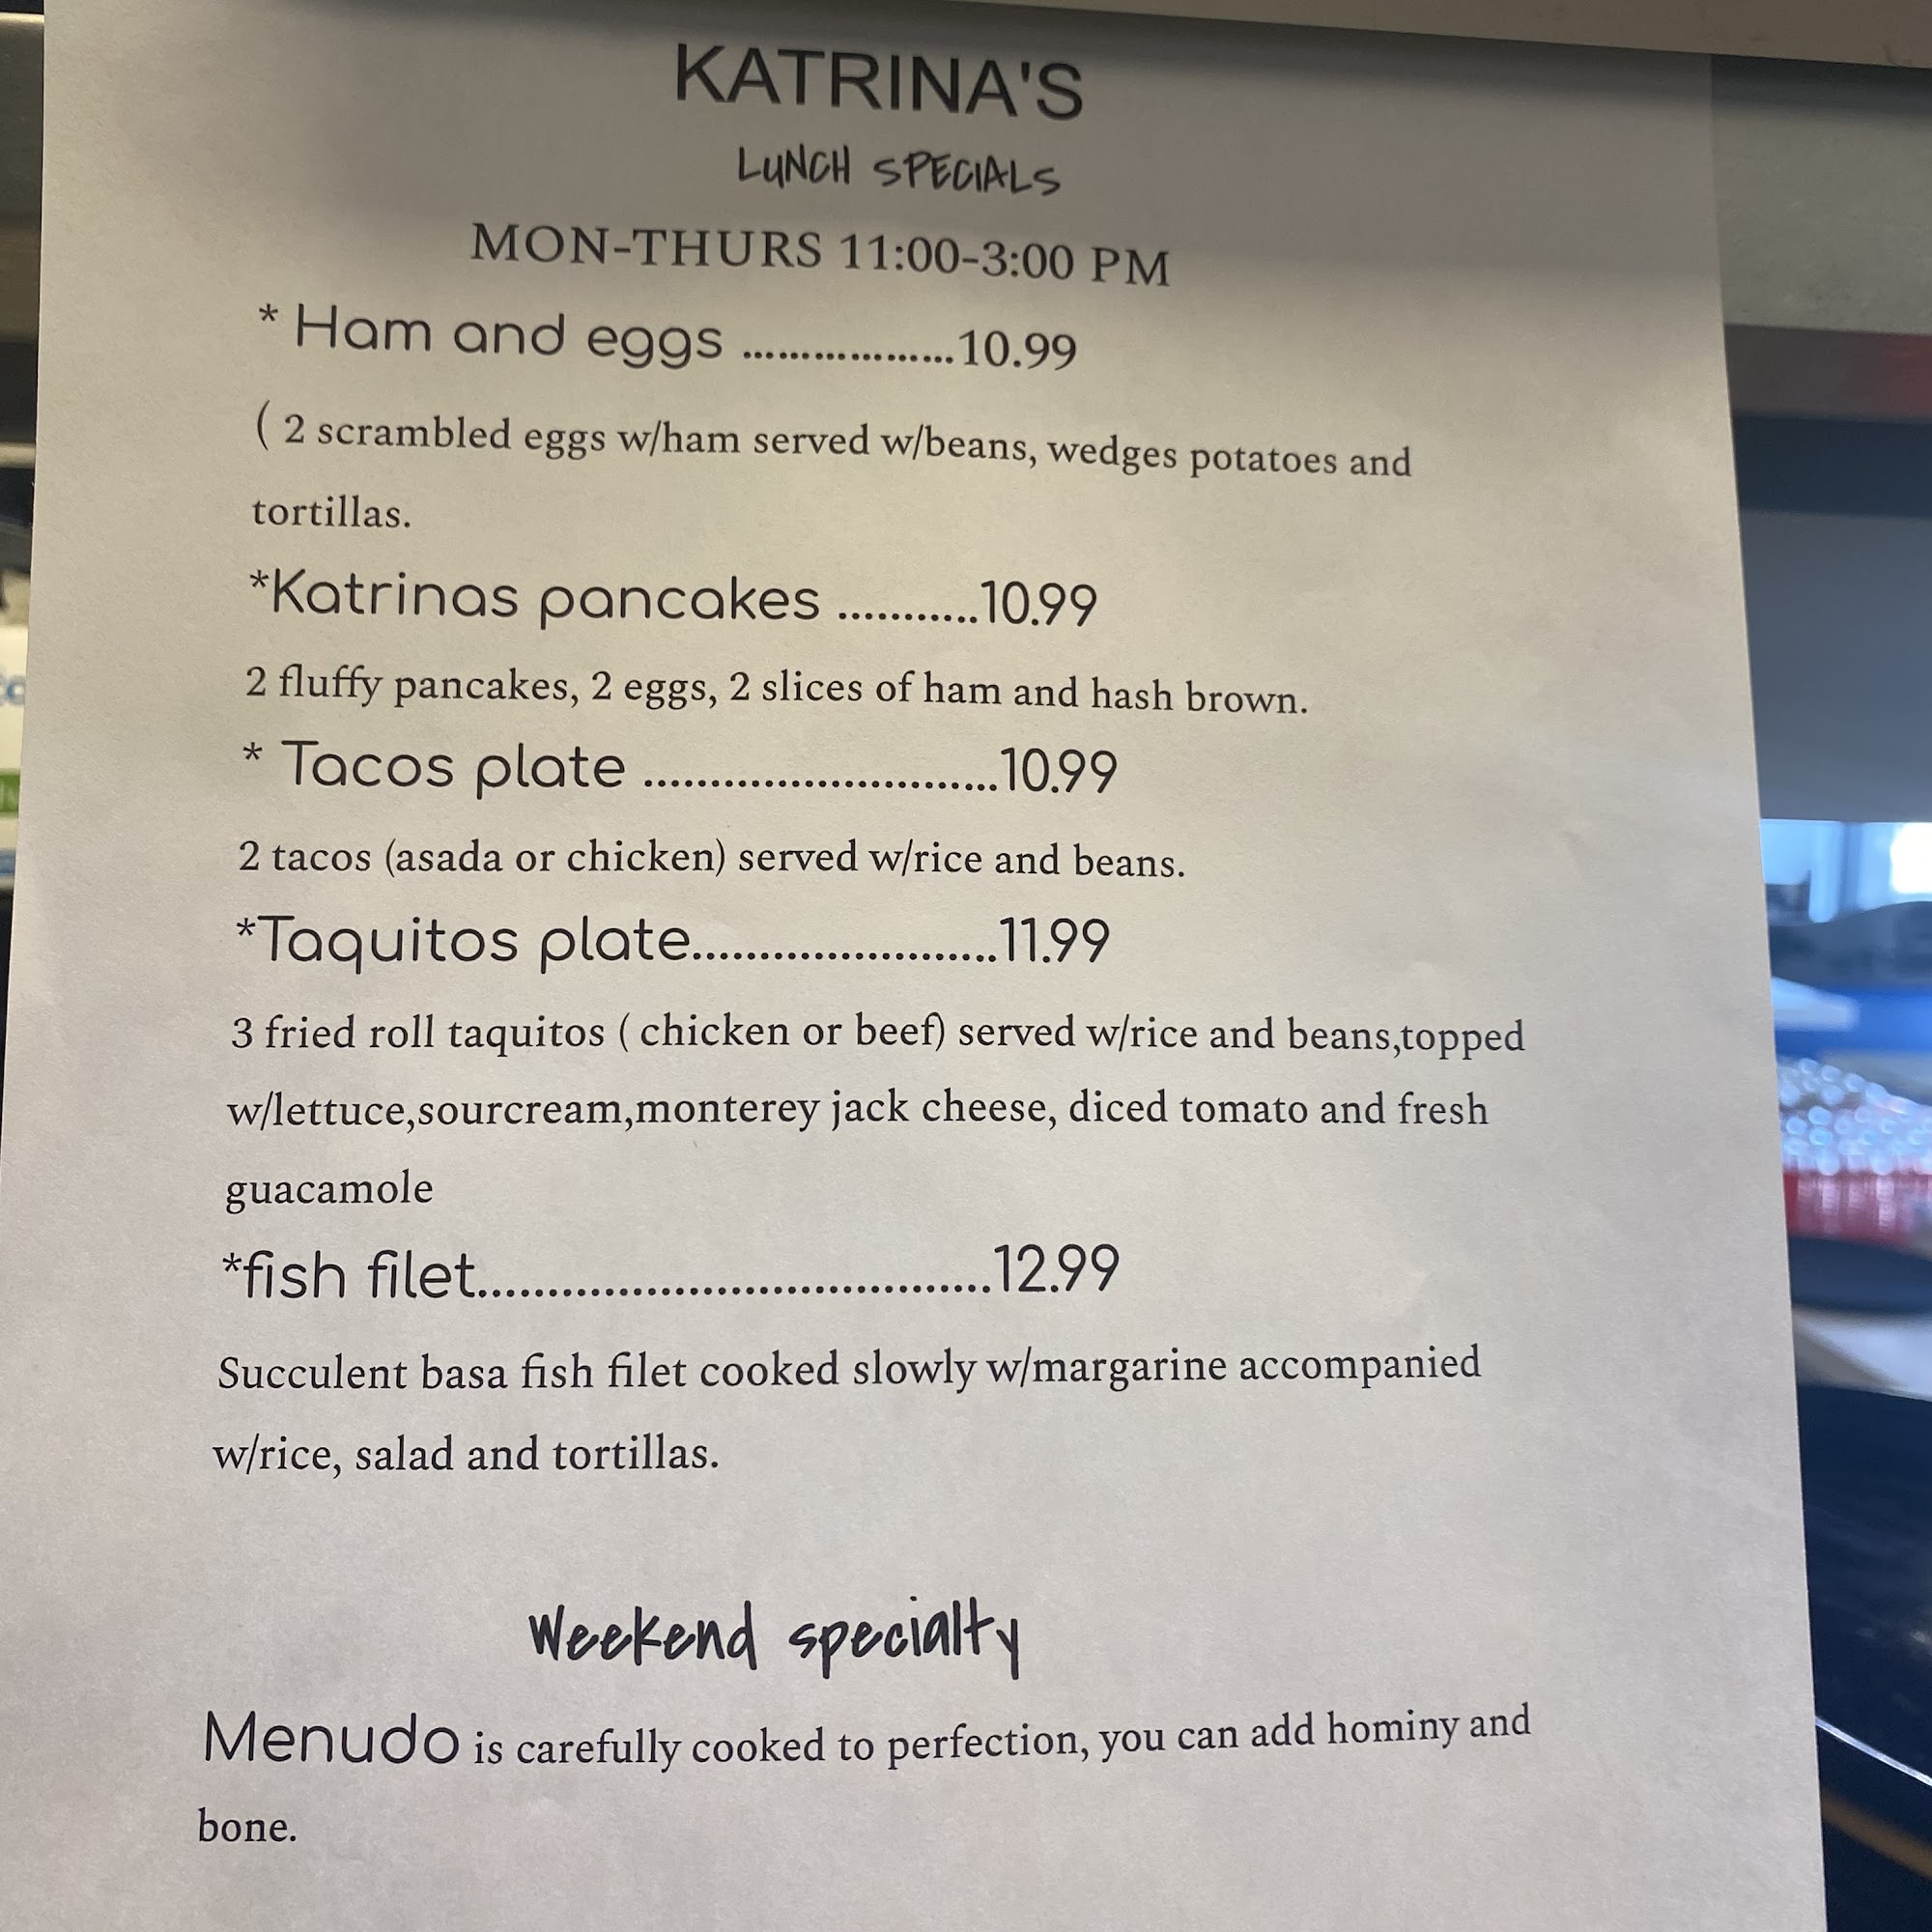 KATRINA'S
LUNCH SPECIALS
MON-THURS 11:00-3:00 PM
* Ham and eggs ..................10.99
( 2 scrambled eggs w/ham served w/beans, wedges potatoes and
tortillas.
*Katrinas pancakes ...........10.99
2 fluffy pancakes, 2 eggs, 2 slices of ham and hash brown.
* Tacos plate ...........................10.99
2 tacos (asada or chicken) served w/rice and beans.
*Taquitos plate.......................11.99
3 fried roll taquitos ( chicken or beef) served w/rice and beans,topped
w/lettuce,sourcream,monterey jack cheese, diced tomato and fresh
guacamole
*fish filet.....................................12.99
Succulent basa fish filet cooked slowly w/margarine accompanied
w/rice, salad and tortillas.
Weekend specialty
Menudo is carefully cooked to perfection, you can add hominy and
bone.